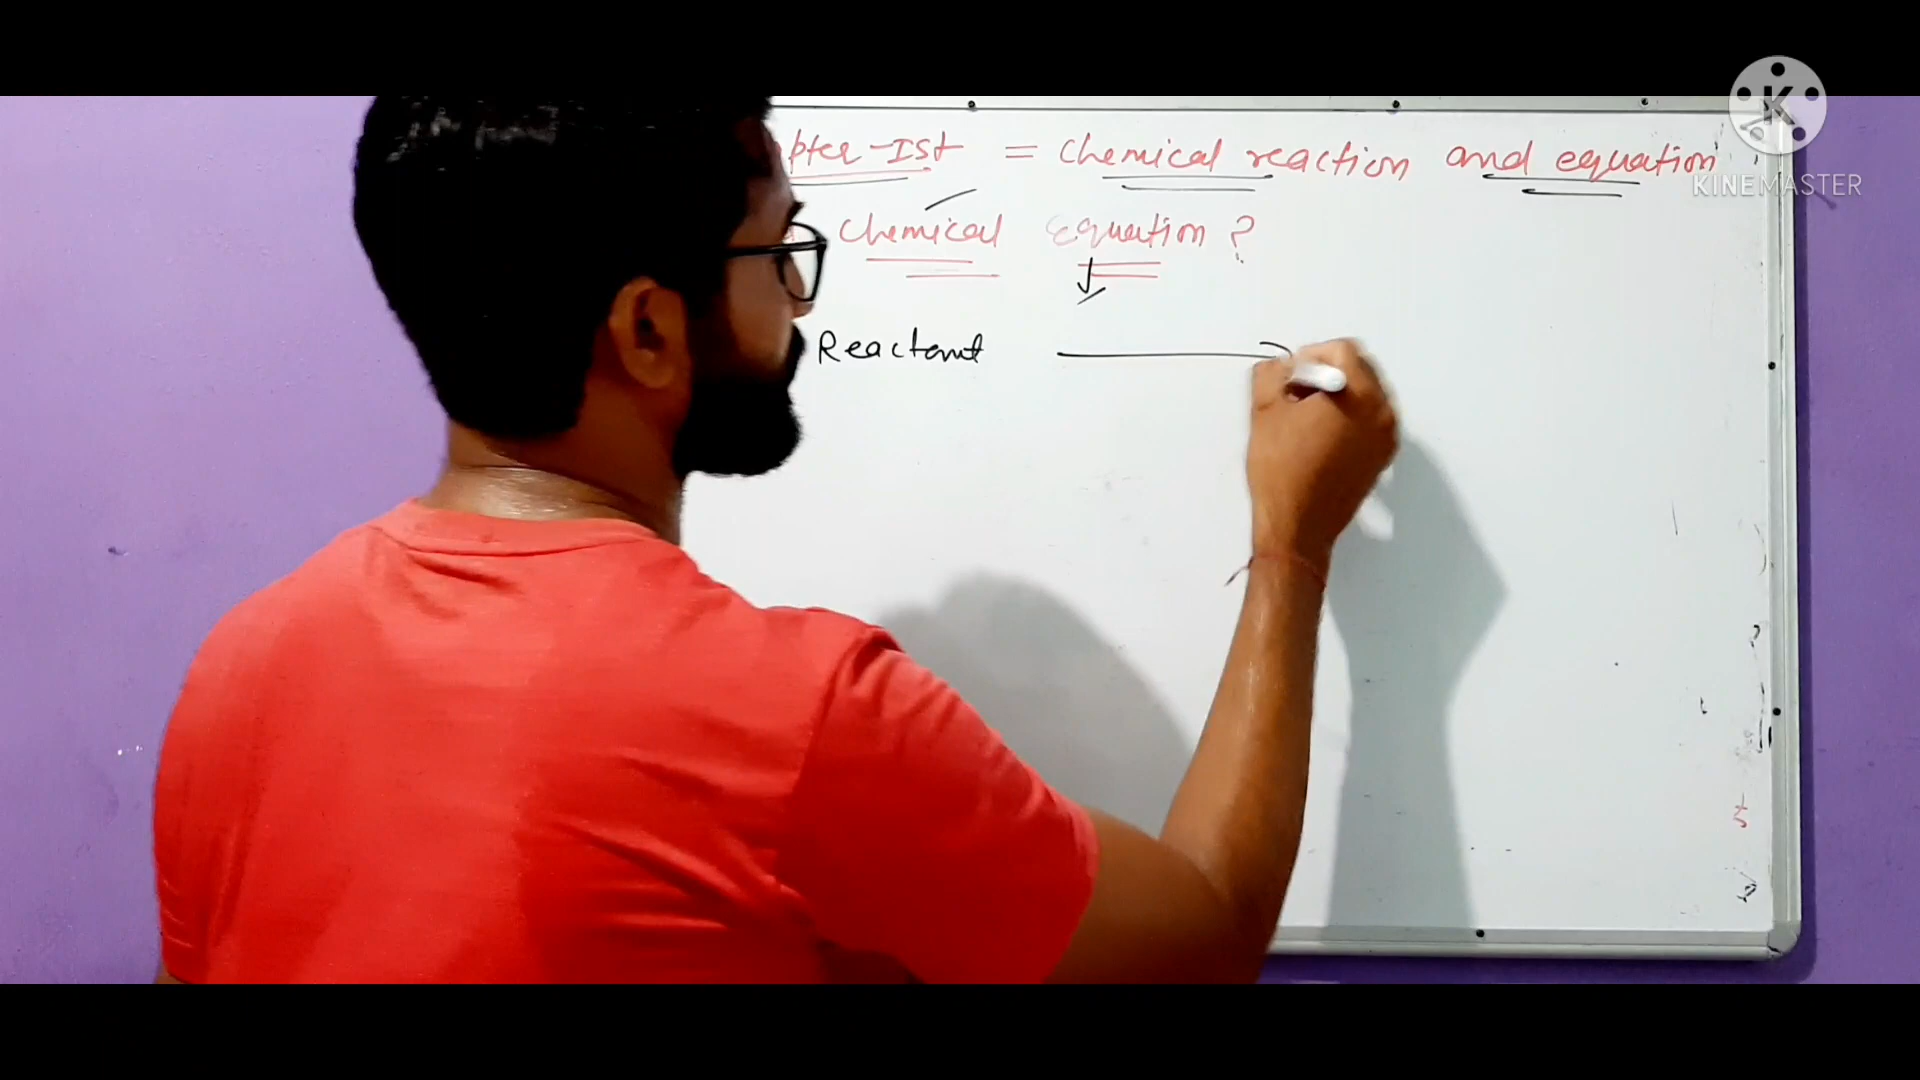 pter-Ist = Chemical reaction and equation
Chemical Equation ?
Reactant
K
KINEMASTER